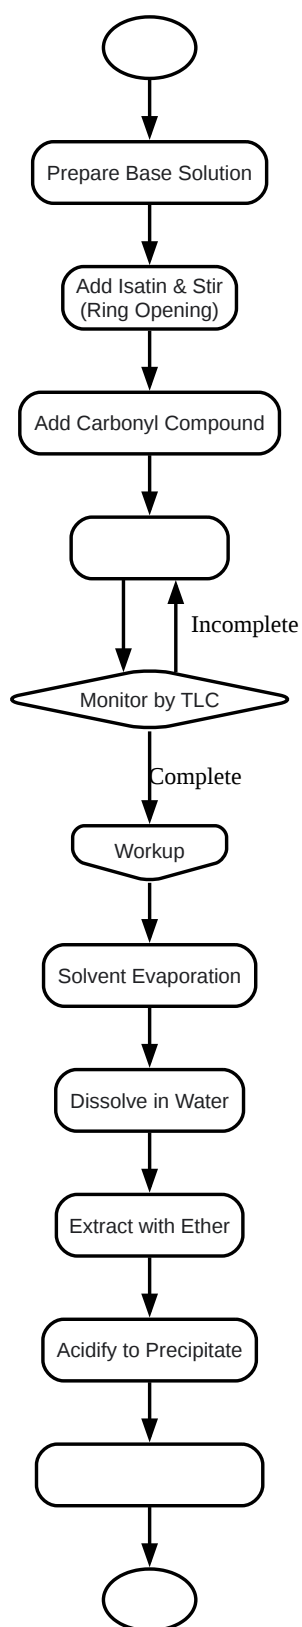 Prepare Base Solution
Add Isatin & Stir
(Ring Opening)
Add Carbonyl Compound
Incomplete
Monitor by TLC
Complete
Workup
Solvent Evaporation
Dissolve in Water
Extract with Ether
Acidify to Precipitate